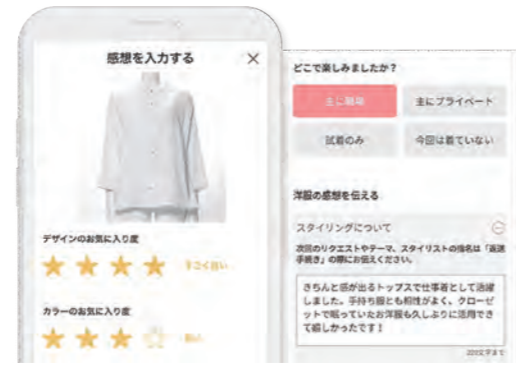 感想を入力する
デザインのお気に入り度
すごく良い
カラーのお気に入り度
どこで楽しみましたか？
主に職場
主にプライベート
試着のみ
今回は着ていない
洋服の感想を伝える
スタイリングについて
次回のリクエストやテーマ、スタイリストの指名は「返送
手続き」の際にお伝えください。
きちんと感が出るトップスで仕事着として活躍
しました。手持ち服とも相性がよく、クローゼ
ットで眠っていたお洋服も久しぶりに活用でき
て嬉しかったです！